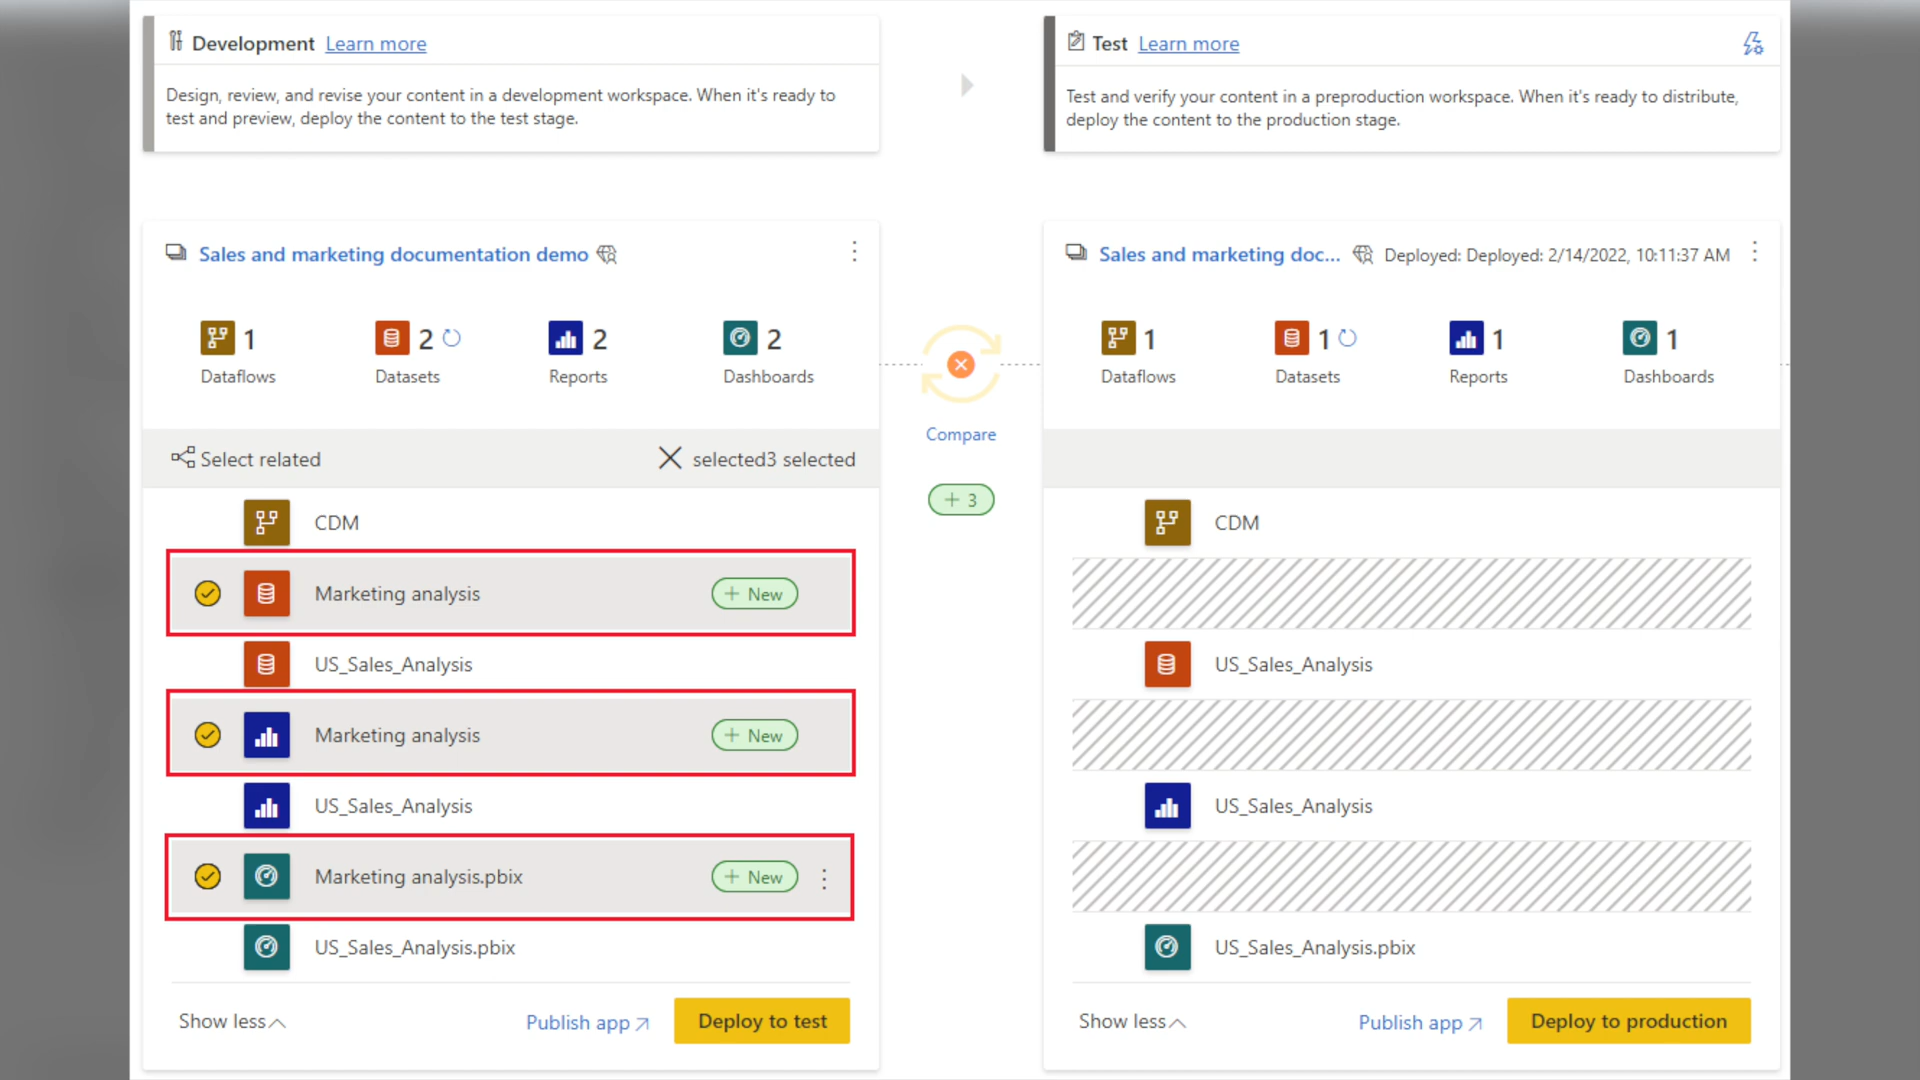 Development Learn more
Design, review, and revise your content in a development workspace. When it's ready to
test and preview, deploy the content to the test stage.
Test Learn more
Test and verify your content in a preproduction workspace. When it's ready to distribute,
deploy the content to the production stage.
Sales and marketing documentation demo
1 2 2 2
Dataflows Datasets Reports Dashboards
Select related selected3 selected
CDM
Marketing analysis + New
US_Sales_Analysis
Marketing analysis + New
US_Sales_Analysis
Marketing analysis.pbix + New
US_Sales_Analysis.pbix
Show less Publish app Deploy to test
Compare
+ 3
Sales and marketing doc... Deployed: Deployed: 2/14/2022, 10:11:37 AM
1 1 1 1
Dataflows Datasets Reports Dashboards
CDM
US_Sales_Analysis
US_Sales_Analysis
US_Sales_Analysis.pbix
Show less Publish app Deploy to production